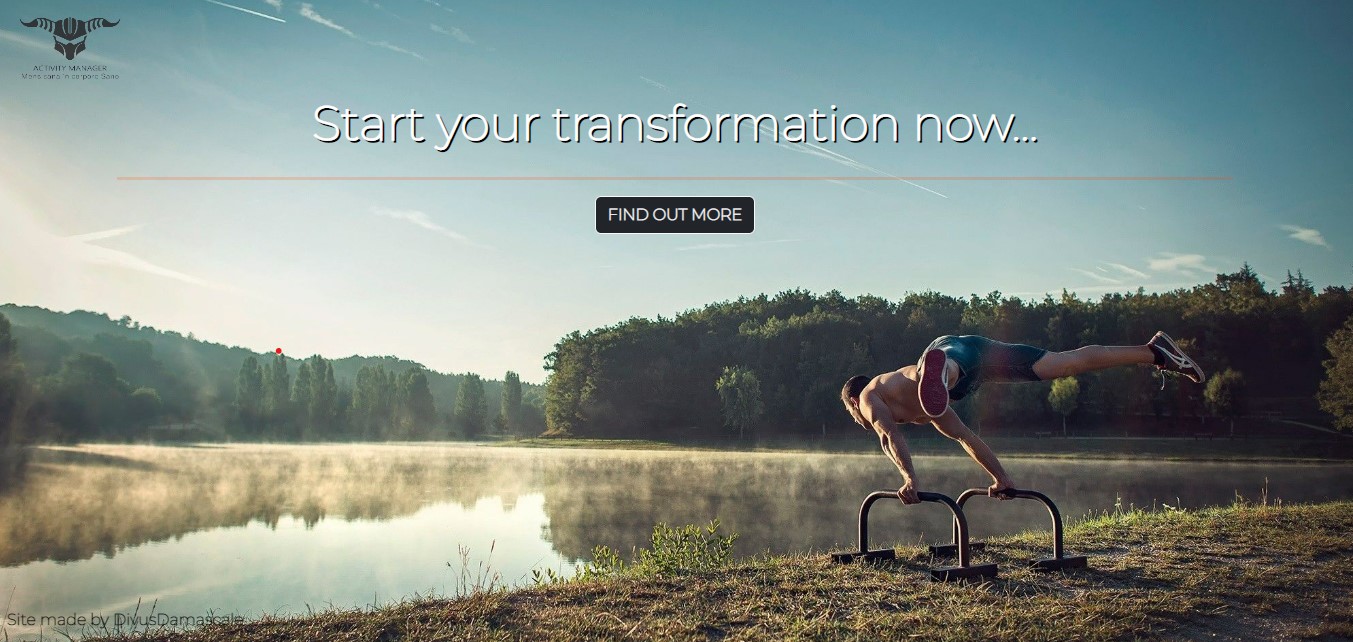 ACTIVITY MANAGER
Mens sana in corpore Sano
Start your transformation now...
FIND OUT MORE
Site made by DivusDamascale